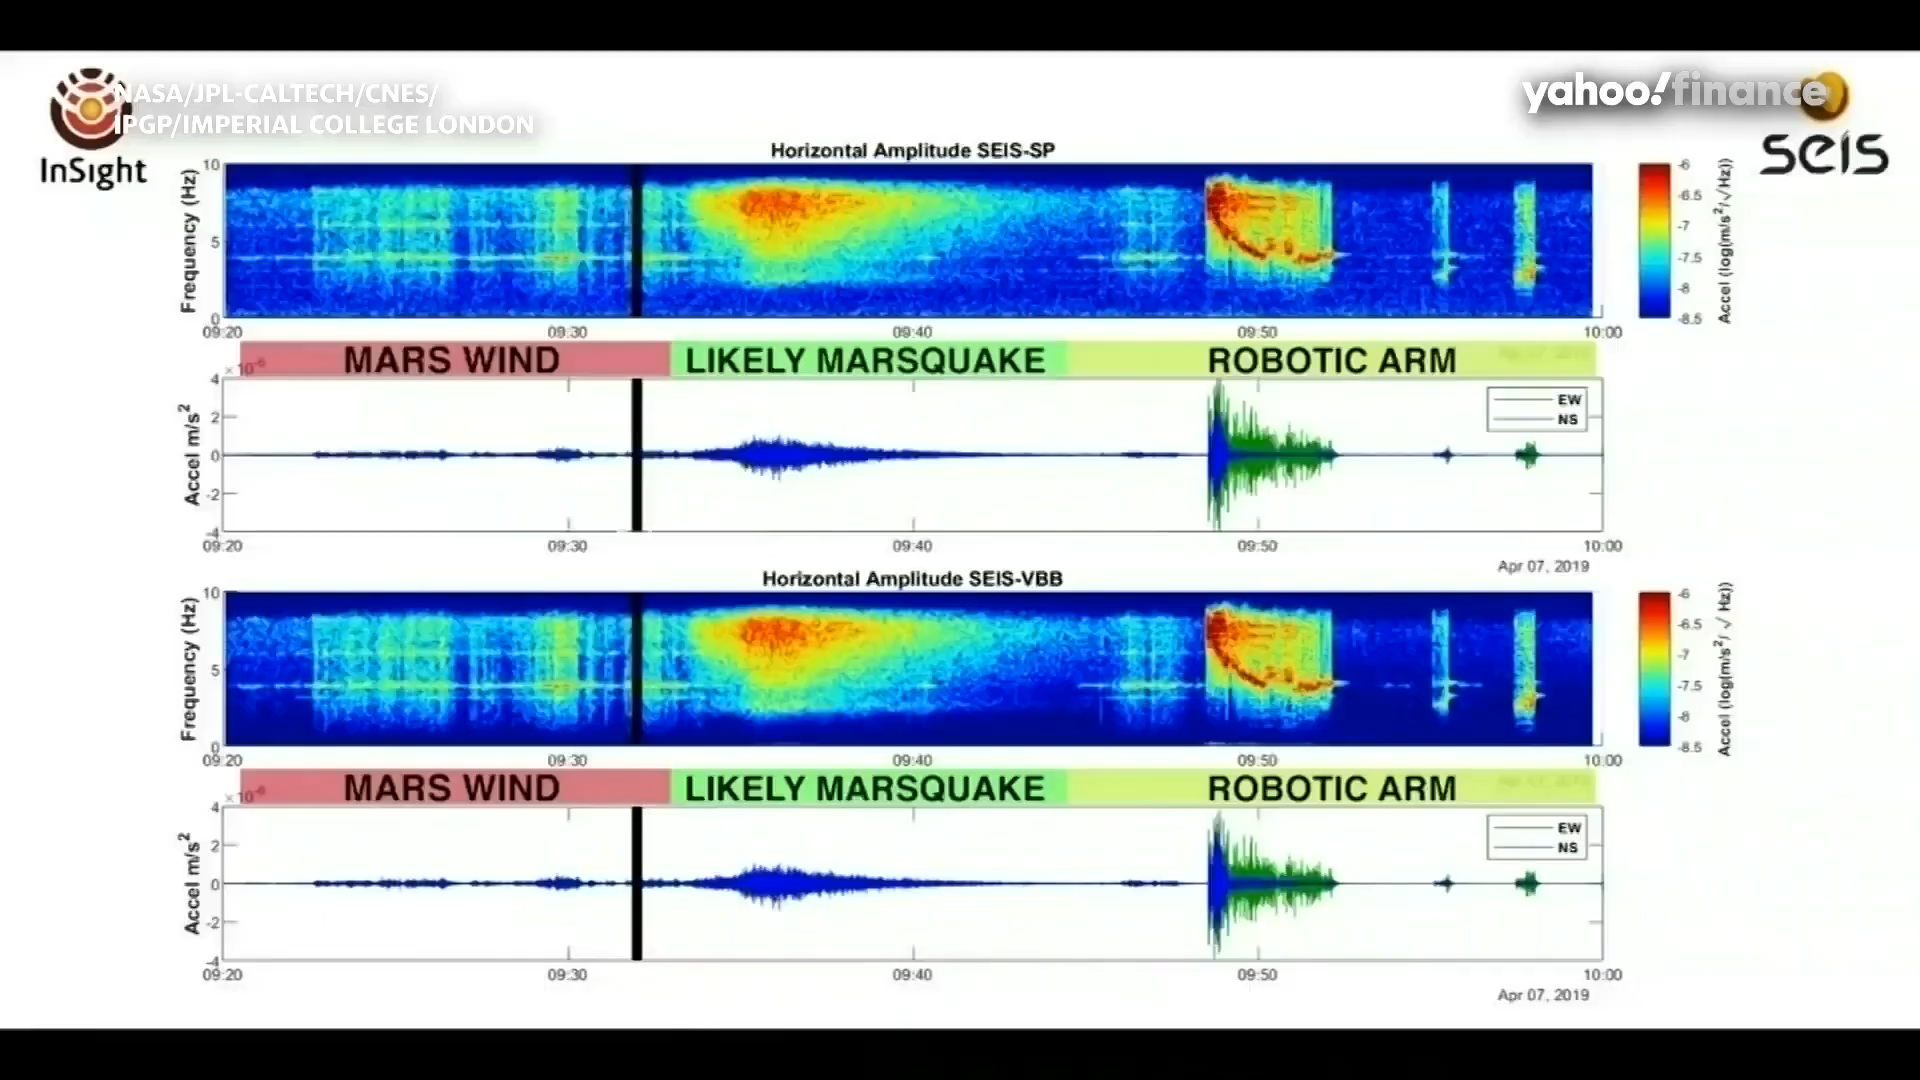 NASA/JPL-CALTECH/CNES/
IPGP/IMPERIAL COLLEGE LONDON
InSight
yahoo!finance
seis
Horizontal Amplitude SEIS-SP
Frequency (Hz)
10
5
0
09:20
09:30
09:40
09:50
10:00
-6
-6.5
-7
-7.5
-8
-8.5
Accel (log(m/s²/√Hz))
MARS WIND
LIKELY MARSQUAKE
ROBOTIC ARM
Accel m/s²
4
2
0
-2
-4
EW
NS
09:20
09:30
09:40
09:50
10:00
Apr 07, 2019
Horizontal Amplitude SEIS-VBB
Frequency (Hz)
10
5
0
09:20
09:30
09:40
09:50
10:00
-6
-6.5
-7
-7.5
-8
-8.5
Accel (log(m/s²/√Hz))
MARS WIND
LIKELY MARSQUAKE
ROBOTIC ARM
Accel m/s²
4
2
0
-2
-4
EW
NS
09:20
09:30
09:40
09:50
10:00
Apr 07, 2019